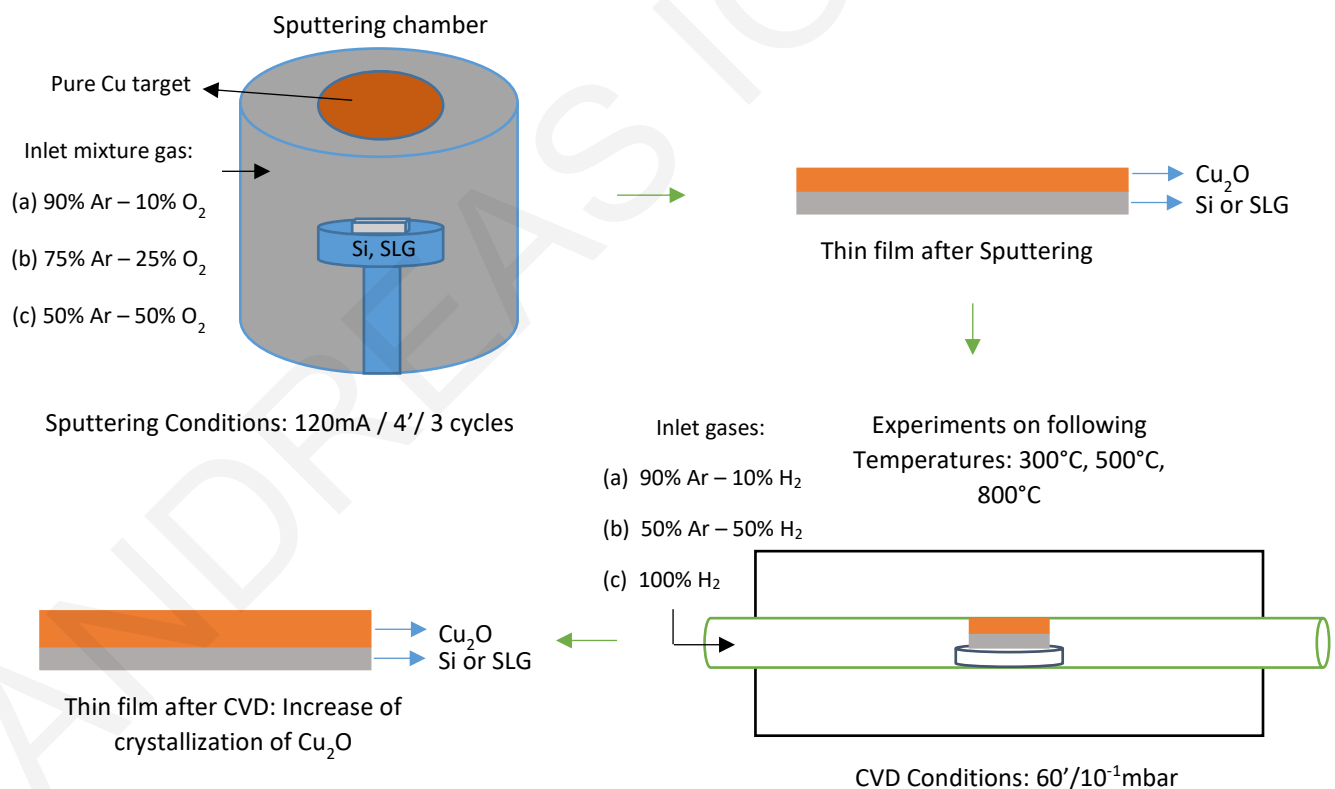 Sputtering chamber
Pure Cu target
Inlet mixture gas:
(a) 90% Ar – 10% O₂
(b) 75% Ar – 25% O₂
(c) 50% Ar – 50% O₂
Si, SLG
Sputtering Conditions: 120mA / 4’/ 3 cycles
Cu₂O
Si or SLG
Thin film after Sputtering
Experiments on following
Temperatures: 300°C, 500°C,
800°C
Inlet gases:
(a) 90% Ar – 10% H₂
(b) 50% Ar – 50% H₂
(c) 100% H₂
CVD Conditions: 60’/10⁻¹mbar
Cu₂O
Si or SLG
Thin film after CVD: Increase of
crystallization of Cu₂O